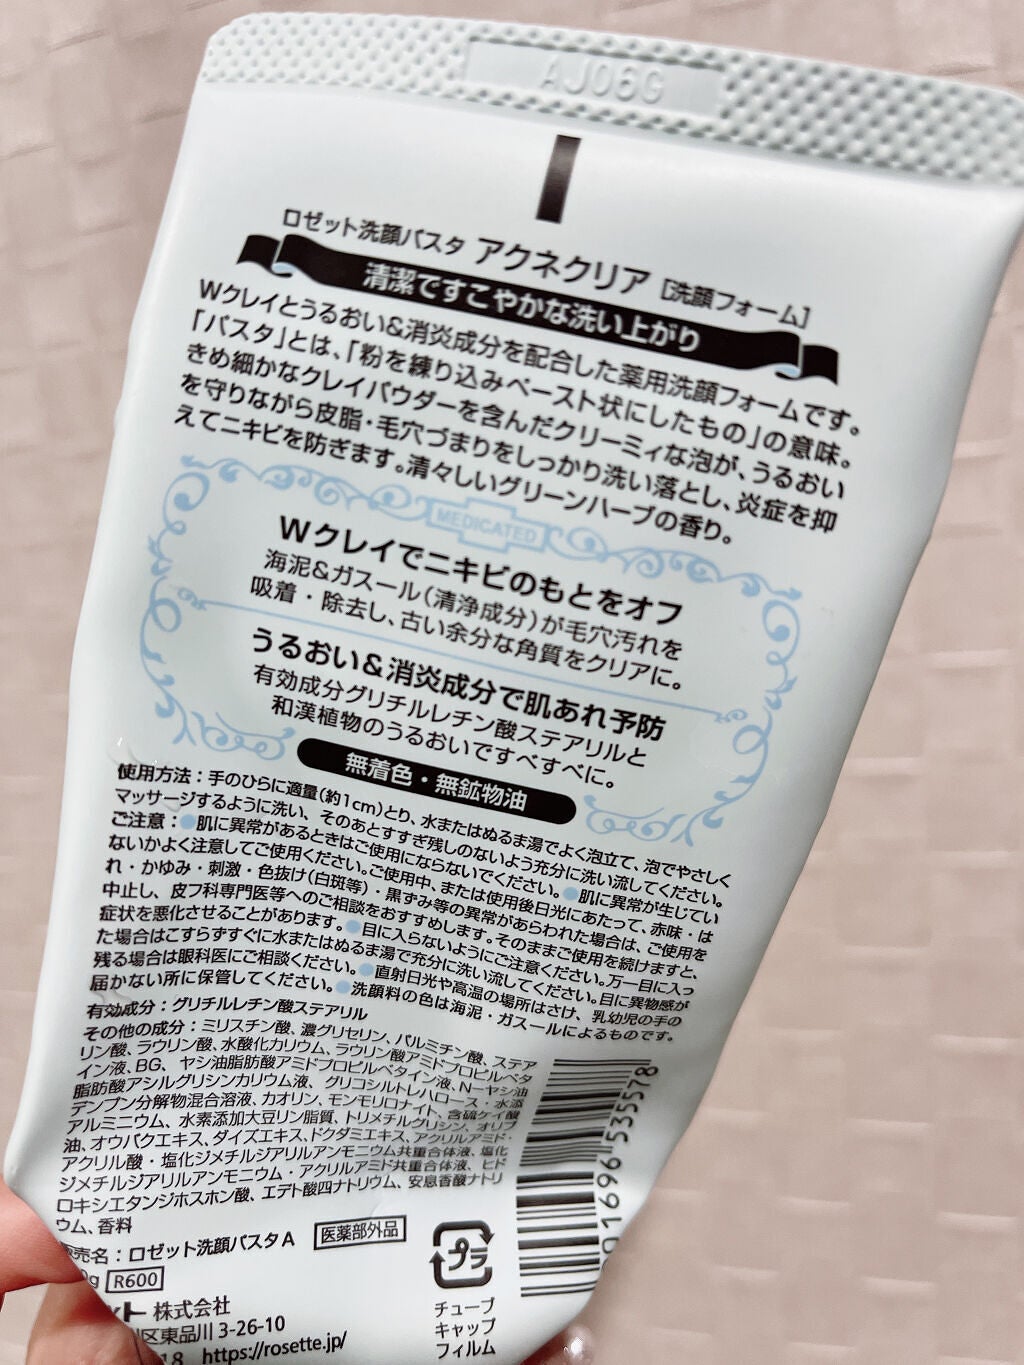 AJ06G
ロゼット洗顔パスタ アクネクリア [洗顔フォーム]
清潔ですこやかな洗い上がり
Wクレイとうるおい&消炎成分を配合した薬用洗顔フォームです。
「パスタ」とは、「粉を練り込みペースト状にしたもの」の意味。
きめ細かなクレイパウダーを含んだクリーミィな泡が、うるおい
を守りながら皮脂・毛穴づまりをしっかり洗い落とし、炎症を抑
えてニキビを防ぎます。清々しいグリーンハーブの香り。
MEDICATED
Wクレイでニキビのもとをオフ
海泥&ガスール(清浄成分)が毛穴汚れを
吸着・除去し、古い余分な角質をクリアに。
うるおい&消炎成分で肌あれ予防
有効成分グリチルレチン酸ステアリルと
和漢植物のうるおいですべすべに。
無着色・無鉱物油
使用方法:手のひらに適量(約1cm)とり、水またはぬるま湯でよく泡立て、泡でやさしく
マッサージするように洗い、そのあとすすぎ残しのないよう充分に洗い流してください。
ご注意:●肌に異常があるときはご使用にならないでください。●肌に異常が生じてい
ないかよく注意してご使用ください。ご使用中、または使用後日光にあたって、赤味・は
れ・かゆみ・刺激・色抜け(白斑等)・黒ずみ等の異常があらわれた場合は、ご使用を
中止し、皮フ科専門医等へのご相談をおすすめします。そのままご使用を続けますと、
症状を悪化させることがあります。●目に入らないようにご注意ください。万一目に入っ
た場合はこすらずすぐに水またはぬるま湯で充分に洗い流してください。目に異物感が
残る場合は眼科医にご相談ください。●直射日光や高温の場所はさけ、乳幼児の手の
届かない所に保管してください。●洗顔料の色は海泥・ガスールによるものです。
有効成分:グリチルレチン酸ステアリル
その他の成分:ミリスチン酸、濃グリセリン、パルミチン酸、ステア
リン酸、ラウリン酸、水酸化カリウム、ラウリン酸アミドプロピルベタ
イン液、BG、ヤシ油脂肪酸アミドプロピルベタイン液、N-ヤシ油
脂肪酸アシルグリシンカリウム液、グリコシルトレハロース・水添
デンプン分解物混合溶液、カオリン、モンモリロナイト、含硫ケイ酸
アルミニウム、水素添加大豆リン脂質、トリメチルグリシン、オリブ
油、オウバクエキス、ダイズエキス、ドクダミエキス、アクリルアミド・
アクリル酸・塩化ジメチルジアリルアンモニウム共重合体液、塩化
ジメチルジアリルアンモニウム・アクリルアミド共重合体液、ヒド
ロキシエタンジホスホン酸、エデト酸四ナトリウム、安息香酸ナトリ
ウム、香料
売名:ロゼット洗顔パスタA 医薬部外品
g R600
ト 株式会社
区東品川 3-26-10
18 https://rosette.jp/
プラ
チューブ
キャップ
フィルム
01696 535578